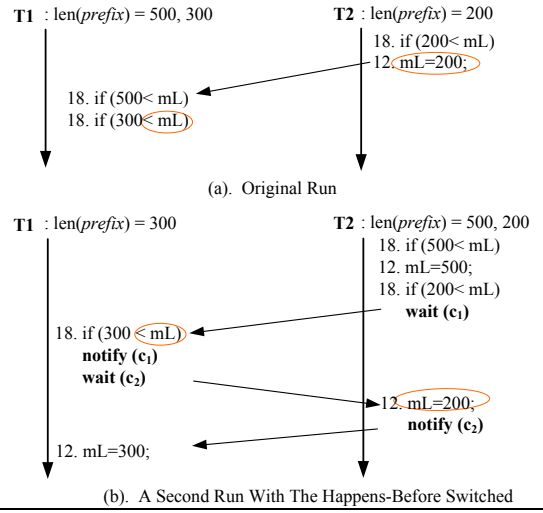 T1 : len(prefix) = 500, 300
T2 : len(prefix) = 200
18. if (200< mL)
12. mL=200;
18. if (500< mL)
18. if (300< mL)
(a). Original Run
T1 : len(prefix) = 300
T2 : len(prefix) = 500, 200
18. if (500< mL)
12. mL=500;
18. if (200< mL)
wait (c₁)
18. if (300 < mL)
notify (c₁)
wait (c₂)
12. mL=200;
notify (c₂)
12. mL=300;
(b). A Second Run With The Happens-Before Switched